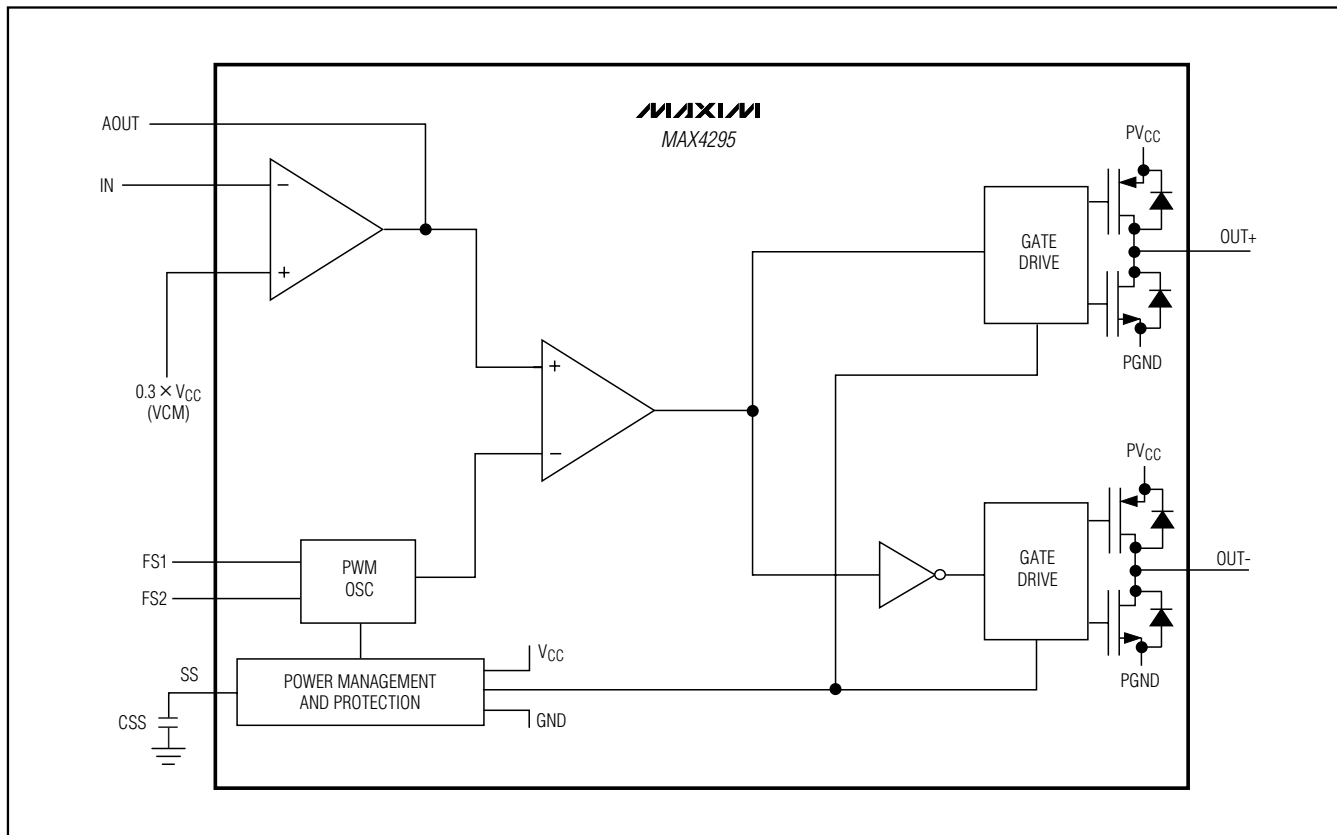 MAXIM
MAX4295
AOUT
IN
−
+
0.3 × VCC
(VCM)
+
−
FS1
FS2
PWM
OSC
SS
CSS
POWER MANAGEMENT
AND PROTECTION
VCC
GND
GATE
DRIVE
PVCC
OUT+
PGND
GATE
DRIVE
PVCC
OUT-
PGND